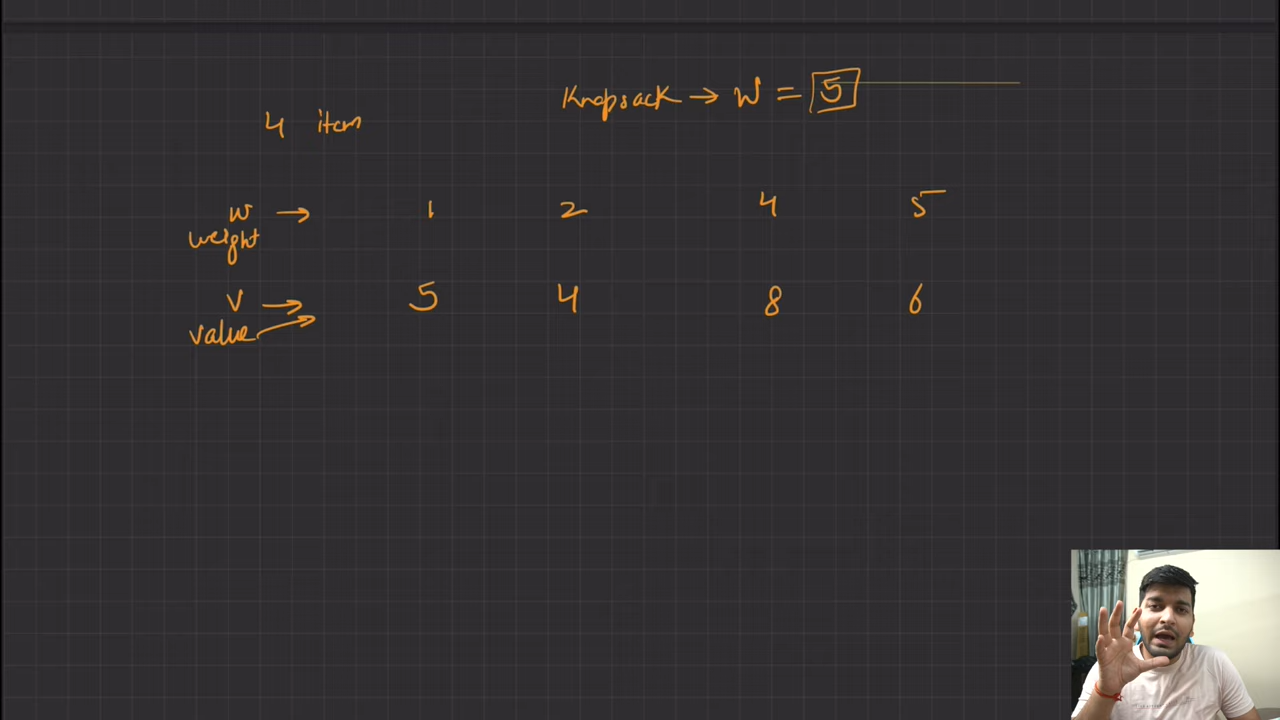 Knapsack → W = 5
4 item
w → 1 2 4 5
weight
v → 5 4 8 6
value